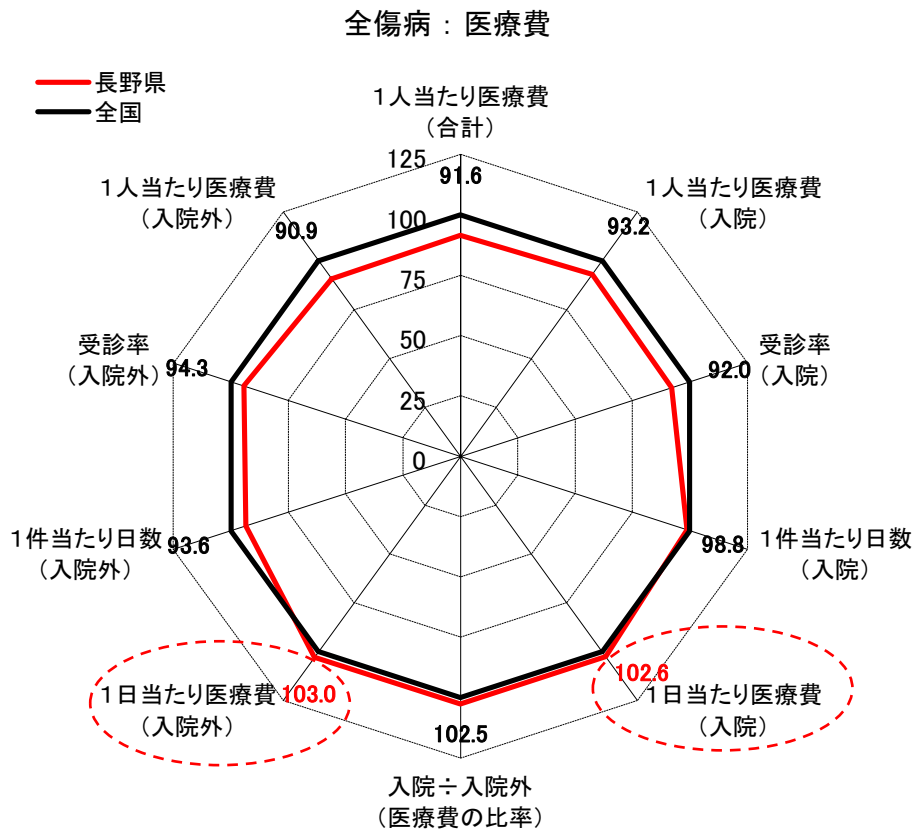 全傷病：医療費
長野県
全国
1人当たり医療費
（合計）
125
91.6
1人当たり医療費
（入院外）
90.9
1人当たり医療費
（入院）
93.2
100
75
50
25
0
受診率
（入院外）
94.3
受診率
（入院）
92.0
1件当たり日数
（入院外）
93.6
1件当たり日数
（入院）
98.8
1日当たり医療費
（入院外）
103.0
102.6
1日当たり医療費
（入院）
102.5
入院÷入院外
（医療費の比率）